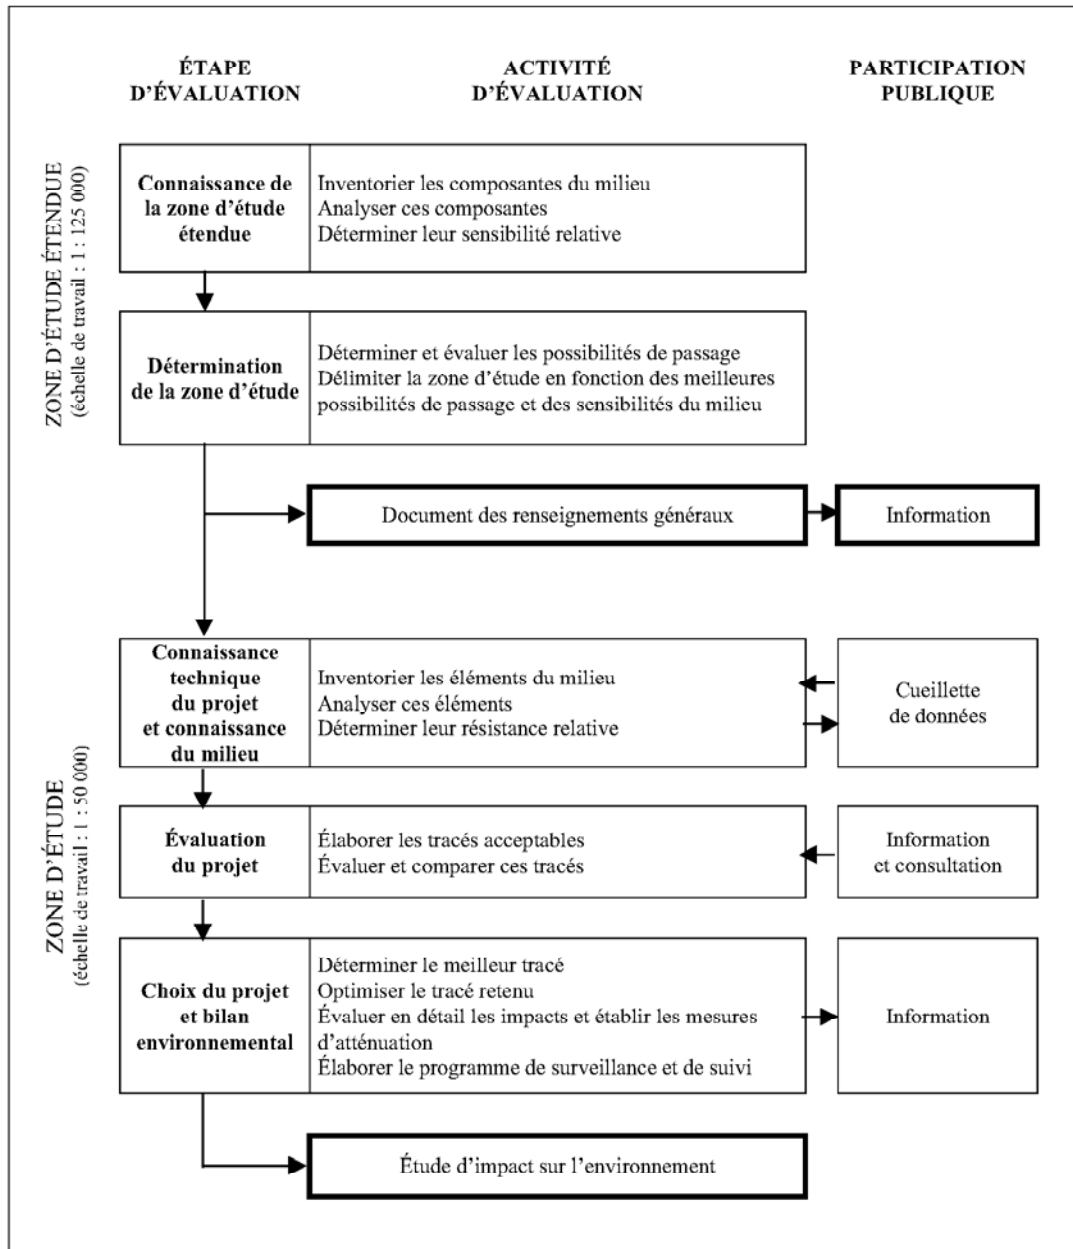 ÉTAPE
D'ÉVALUATION
ACTIVITÉ
D'ÉVALUATION
PARTICIPATION
PUBLIQUE
ZONE D'ÉTUDE ÉTENDUE
(échelle de travail : 1 : 125 000)
Connaissance de
la zone d'étude
étendue
Inventorier les composantes du milieu
Analyser ces composantes
Déterminer leur sensibilité relative
Détermination
de la zone d'étude
Déterminer et évaluer les possibilités de passage
Délimiter la zone d'étude en fonction des meilleures
possibilités de passage et des sensibilités du milieu
Document des renseignements généraux
Information
ZONE D'ÉTUDE
(échelle de travail : 1 : 50 000)
Connaissance
technique
du projet
et connaissance
du milieu
Inventorier les éléments du milieu
Analyser ces éléments
Déterminer leur résistance relative
Cueillette
de données
Évaluation
du projet
Élaborer les tracés acceptables
Évaluer et comparer ces tracés
Information
et consultation
Choix du projet
et bilan
environnemental
Déterminer le meilleur tracé
Optimiser le tracé retenu
Évaluer en détail les impacts et établir les mesures
d'atténuation
Élaborer le programme de surveillance et de suivi
Information
Étude d'impact sur l'environnement